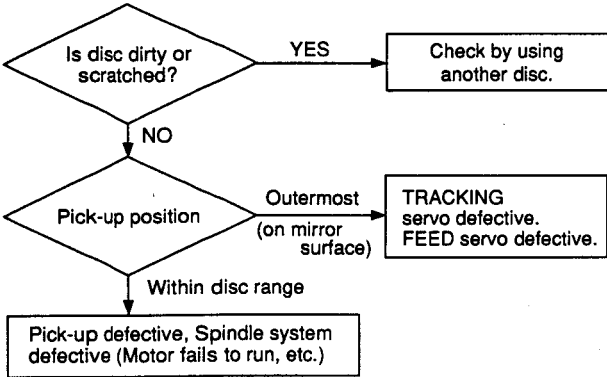 Is disc dirty or
scratched?
YES
Check by using
another disc.
NO
Pick-up position
Outermost
(on mirror
surface)
TRACKING
servo defective.
FEED servo defective.
Within disc range
Pick-up defective, Spindle system
defective (Motor fails to run, etc.)